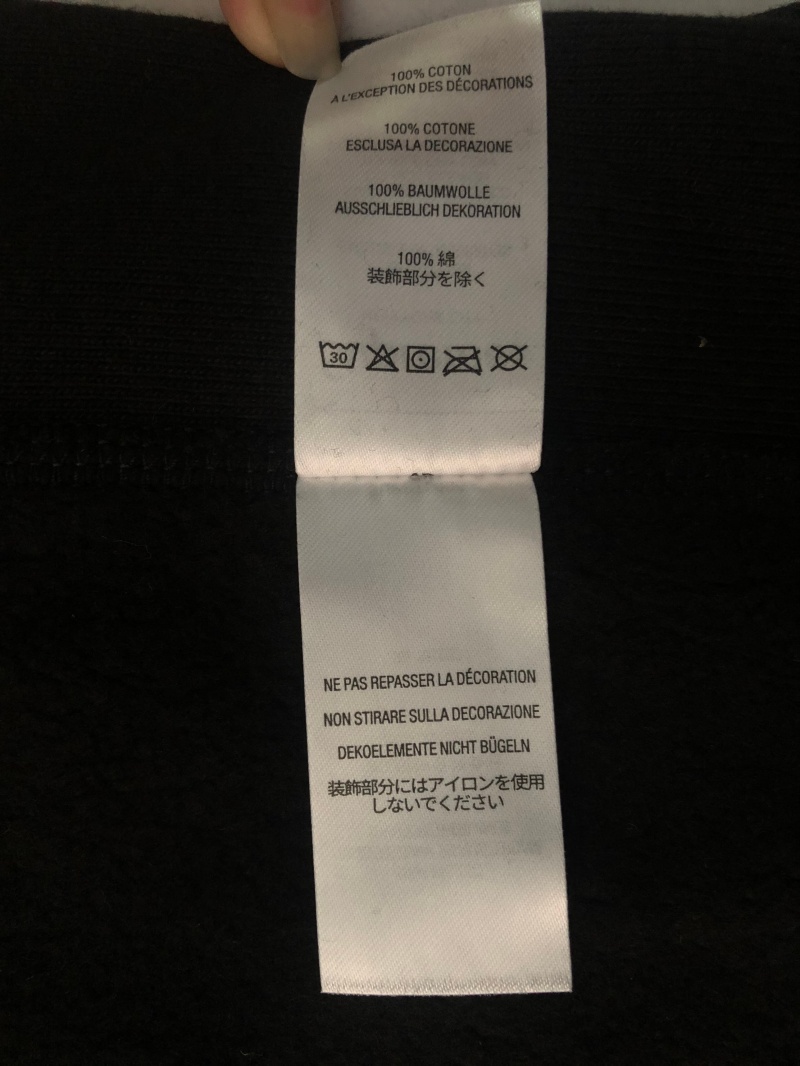 100% COTON
A L'EXCEPTION DES DÉCORATIONS
100% COTONE
ESCLUSA LA DECORAZIONE
100% BAUMWOLLE
AUSSCHLIEBLICH DEKORATION
100% 綿
装飾部分を除く
30
NE PAS REPASSER LA DÉCORATION
NON STIRARE SULLA DECORAZIONE
DEKOELEMENTE NICHT BÜGELN
装飾部分にはアイロンを使用
しないでください